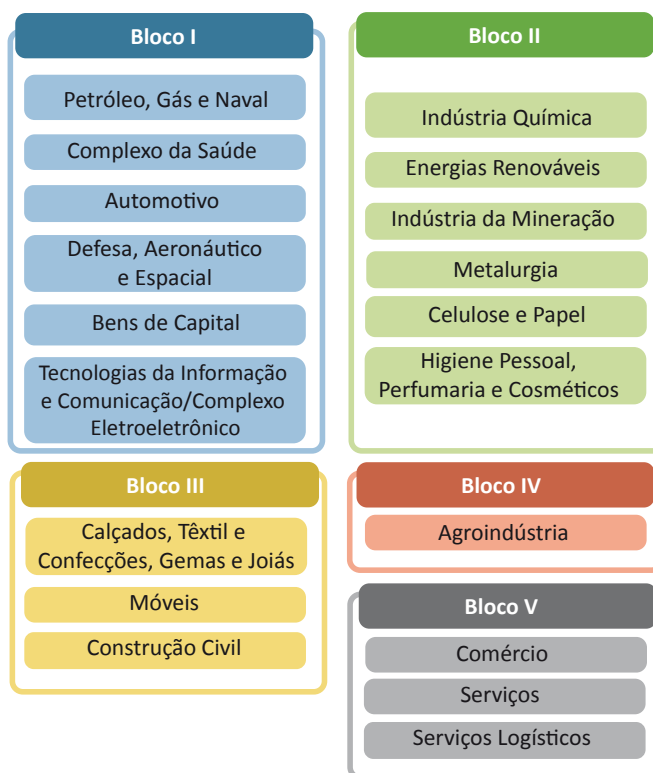 Bloco I
Petróleo, Gás e Naval
Complexo da Saúde
Automotivo
Defesa, Aeronáutico
e Espacial
Bens de Capital
Tecnologias da Informação
e Comunicação/Complexo
Eletroeletrônico
Bloco II
Indústria Química
Energias Renováveis
Indústria da Mineração
Metalurgia
Celulose e Papel
Higiene Pessoal,
Perfumaria e Cosméticos
Bloco III
Calçados, Têxtil e
Confecções, Gemas e Joiás
Móveis
Construção Civil
Bloco IV
Agroindústria
Bloco V
Comércio
Serviços
Serviços Logísticos